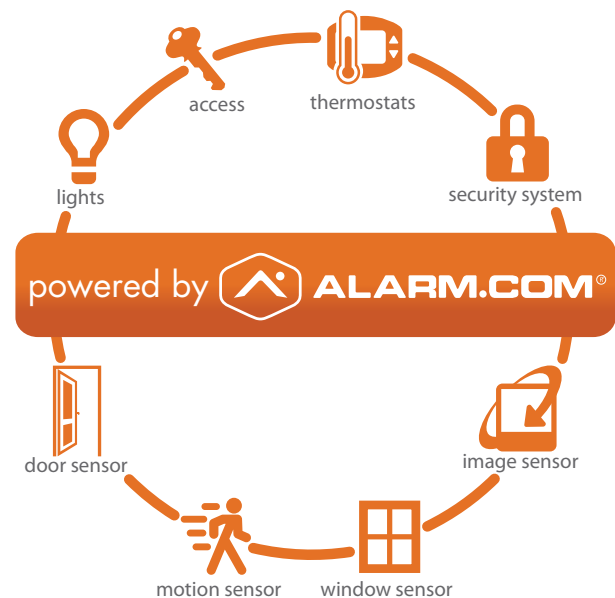 access
thermostats
lights
security system
powered by ALARM.COM®
door sensor
image sensor
motion sensor
window sensor